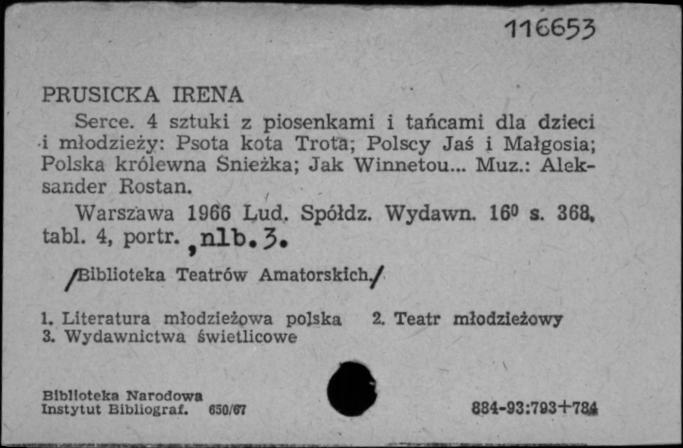 116653
PRUSICKA IRENA
Serce. 4 sztuki z piosenkami i tańcami dla dzieci
i młodzieży: Psota kota Trota; Polscy Jaś i Małgosia;
Polska królewna Śnieżka; Jak Winnetou... Muz.: Alek-
sander Rostan.
Warszawa 1966 Lud. Spółdz. Wydawn. 16⁰ s. 368,
tabl. 4, portr. , nlb. 3.
/Biblioteka Teatrów Amatorskich./
1. Literatura młodzieżowa polska 2. Teatr młodzieżowy
3. Wydawnictwa świetlicowe
Biblioteka Narodowa
Instytut Bibliograf. 650/67 884-93:793+784